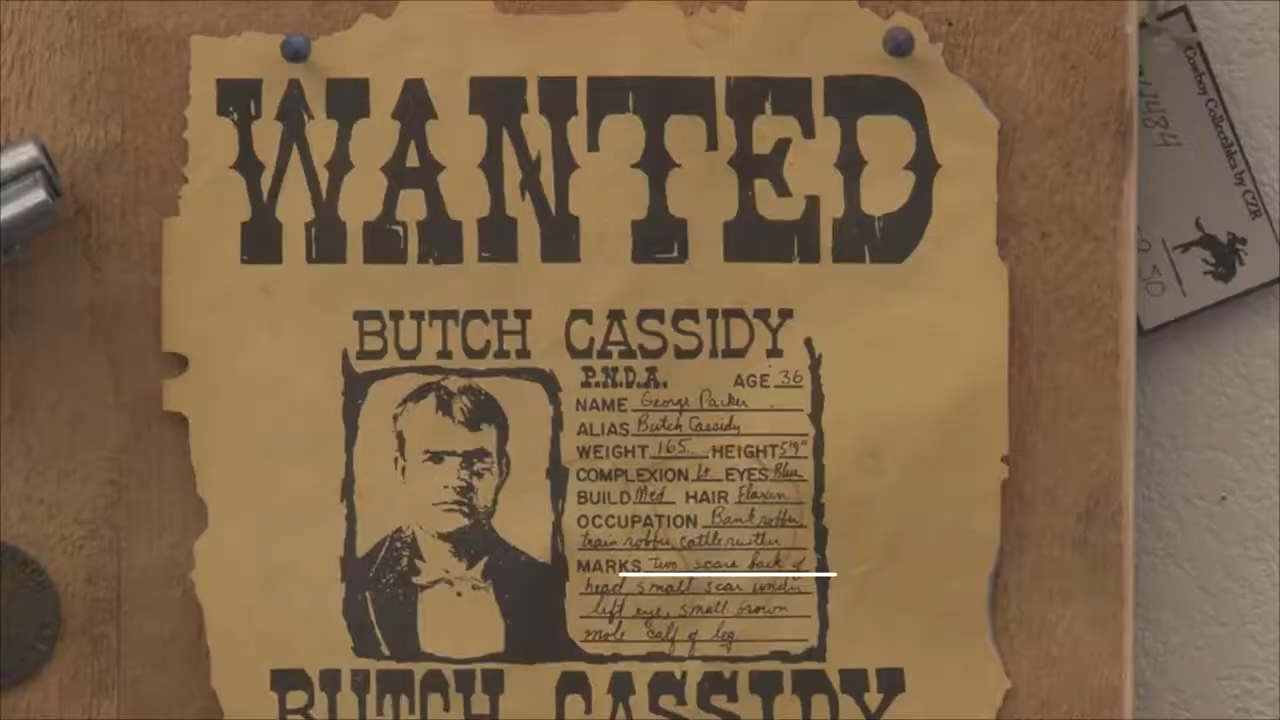 WANTED
BUTCH CASSIDY
P.N.D.A. AGE 36
NAME George Parker
ALIAS Butch Cassidy
WEIGHT 165 HEIGHT 5'9"
COMPLEXION Lt. EYES Blue
BUILD Med HAIR Flaxen
OCCUPATION Bank robber,
train robber, cattle rustler
MARKS two scars back of
head, small scar under
left eye, small brown
mole calf of leg
BUTCH CASSIDY
Cowboy Collectables by CZR